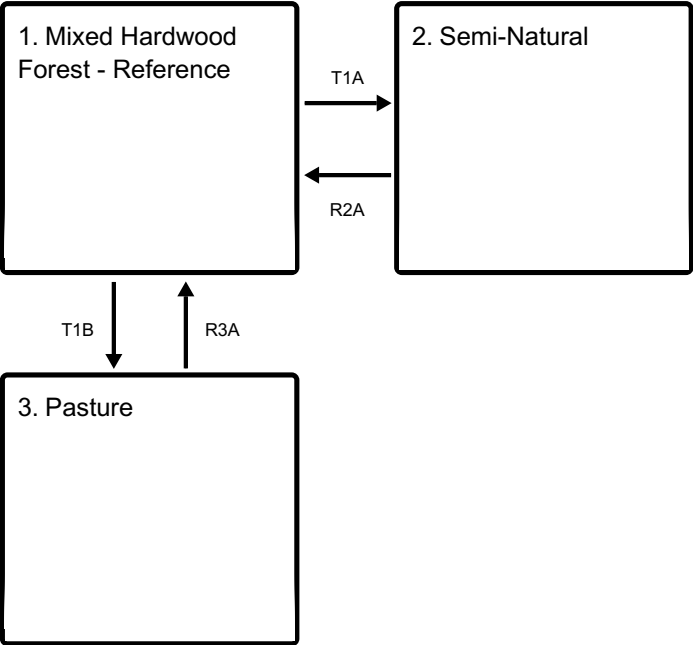 1. Mixed Hardwood
Forest - Reference
2. Semi-Natural
T1A
R2A
T1B
R3A
3. Pasture